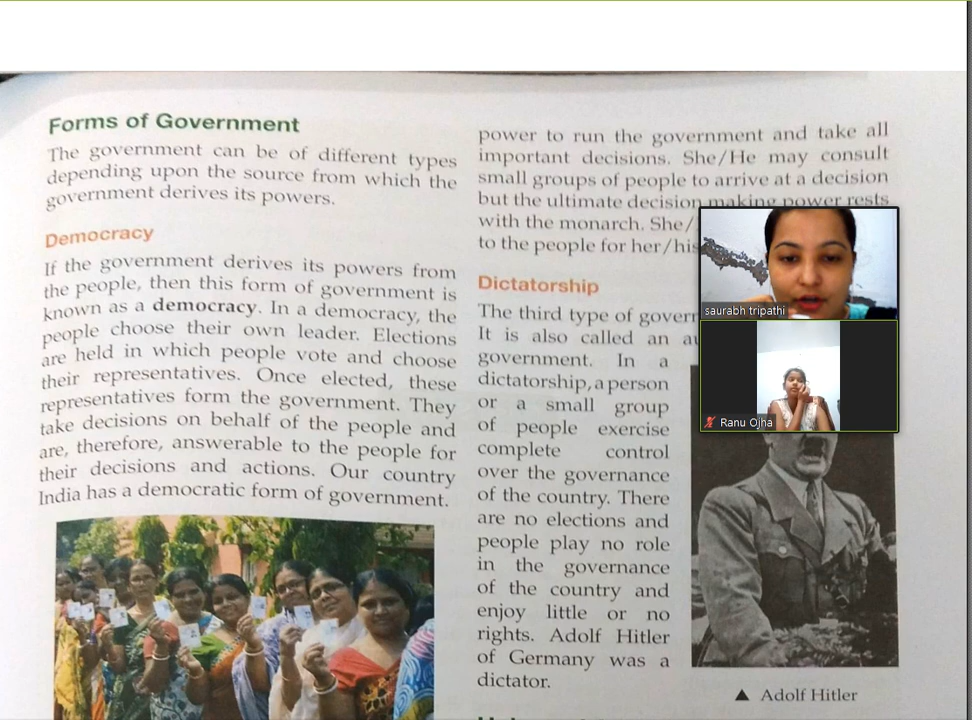 Forms of Government
The government can be of different types
depending upon the source from which the
government derives its powers.
Democracy
If the government derives its powers from
the people, then this form of government is
known as a democracy. In a democracy, the
people choose their own leader. Elections
are held in which people vote and choose
their representatives. Once elected, these
representatives form the government. They
take decisions on behalf of the people and
are, therefore, answerable to the people for
their decisions and actions. Our country
India has a democratic form of government.
power to run the government and take all
important decisions. She/He may consult
small groups of people to arrive at a decision
but the ultimate decision making power rests
with the monarch. She/
to the people for her/his
Dictatorship
The third type of govern
It is also called an au
government. In a
dictatorship, a person
or a small group
of people exercise
complete control
over the governance
of the country. There
are no elections and
people play no role
in the governance
of the country and
enjoy little or no
rights. Adolf Hitler
of Germany was a
dictator.
▲ Adolf Hitler
saurabh tripathi
Ranu Ojha